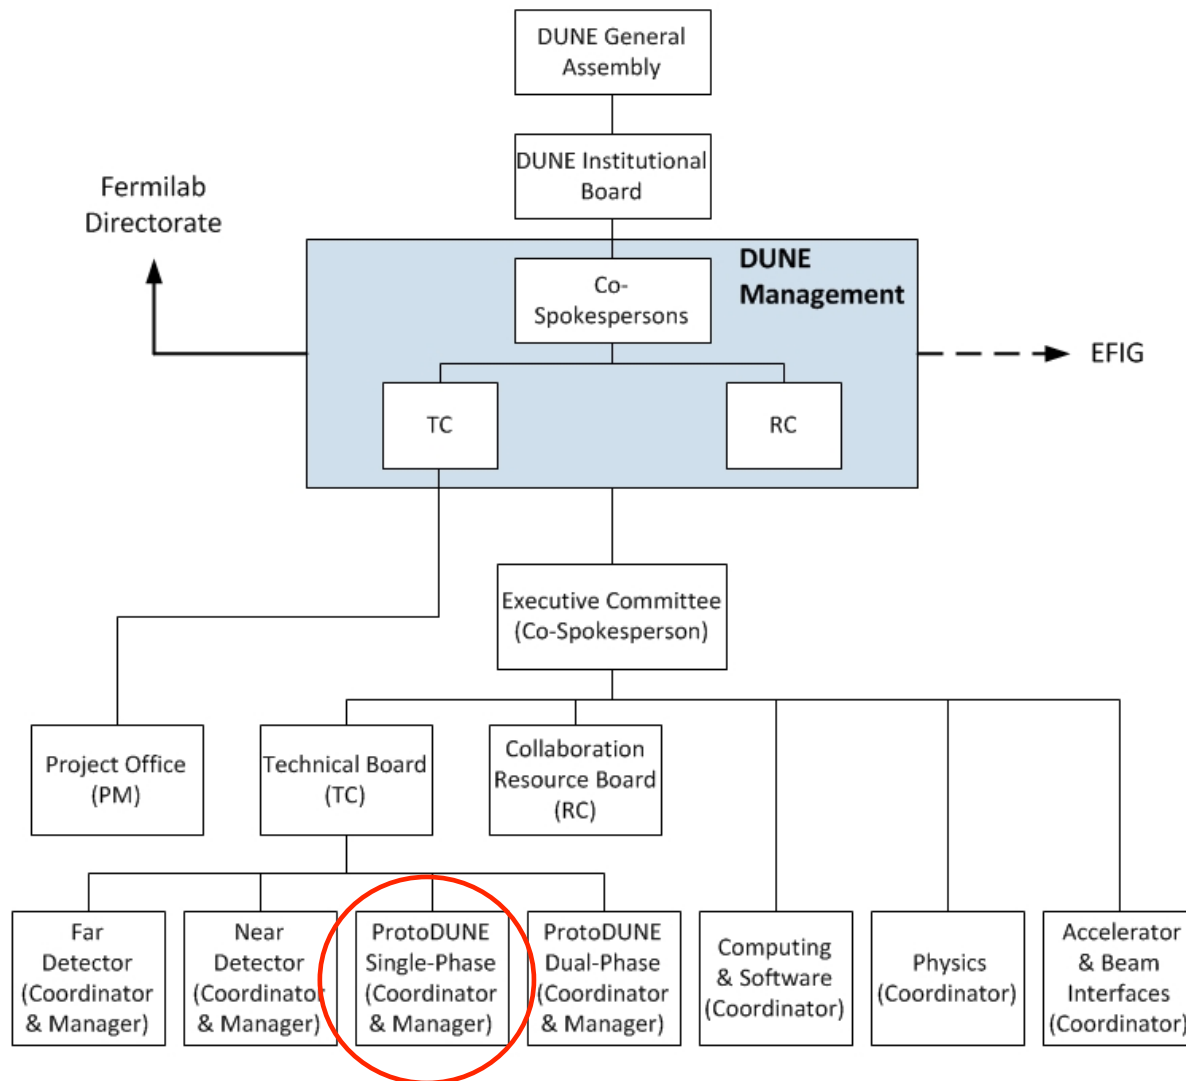 DUNE General
Assembly
DUNE Institutional
Board
Fermilab
Directorate
DUNE
Management
Co-
Spokespersons
EFIG
TC
RC
Executive Committee
(Co-Spokesperson)
Project Office
(PM)
Technical Board
(TC)
Collaboration
Resource Board
(RC)
Far
Detector
(Coordinator
& Manager)
Near
Detector
(Coordinator
& Manager)
ProtoDUNE
Single-Phase
(Coordinator
& Manager)
ProtoDUNE
Dual-Phase
(Coordinator
& Manager)
Computing
& Software
(Coordinator)
Physics
(Coordinator)
Accelerator
& Beam
Interfaces
(Coordinator)